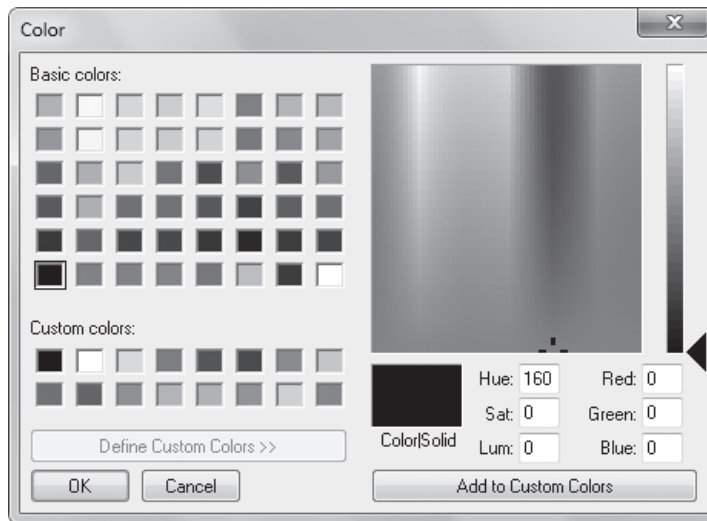 Color
Basic colors:
Custom colors:
Define Custom Colors >>
OK
Cancel
Color|Solid
Hue: 160
Sat: 0
Lum: 0
Red: 0
Green: 0
Blue: 0
Add to Custom Colors